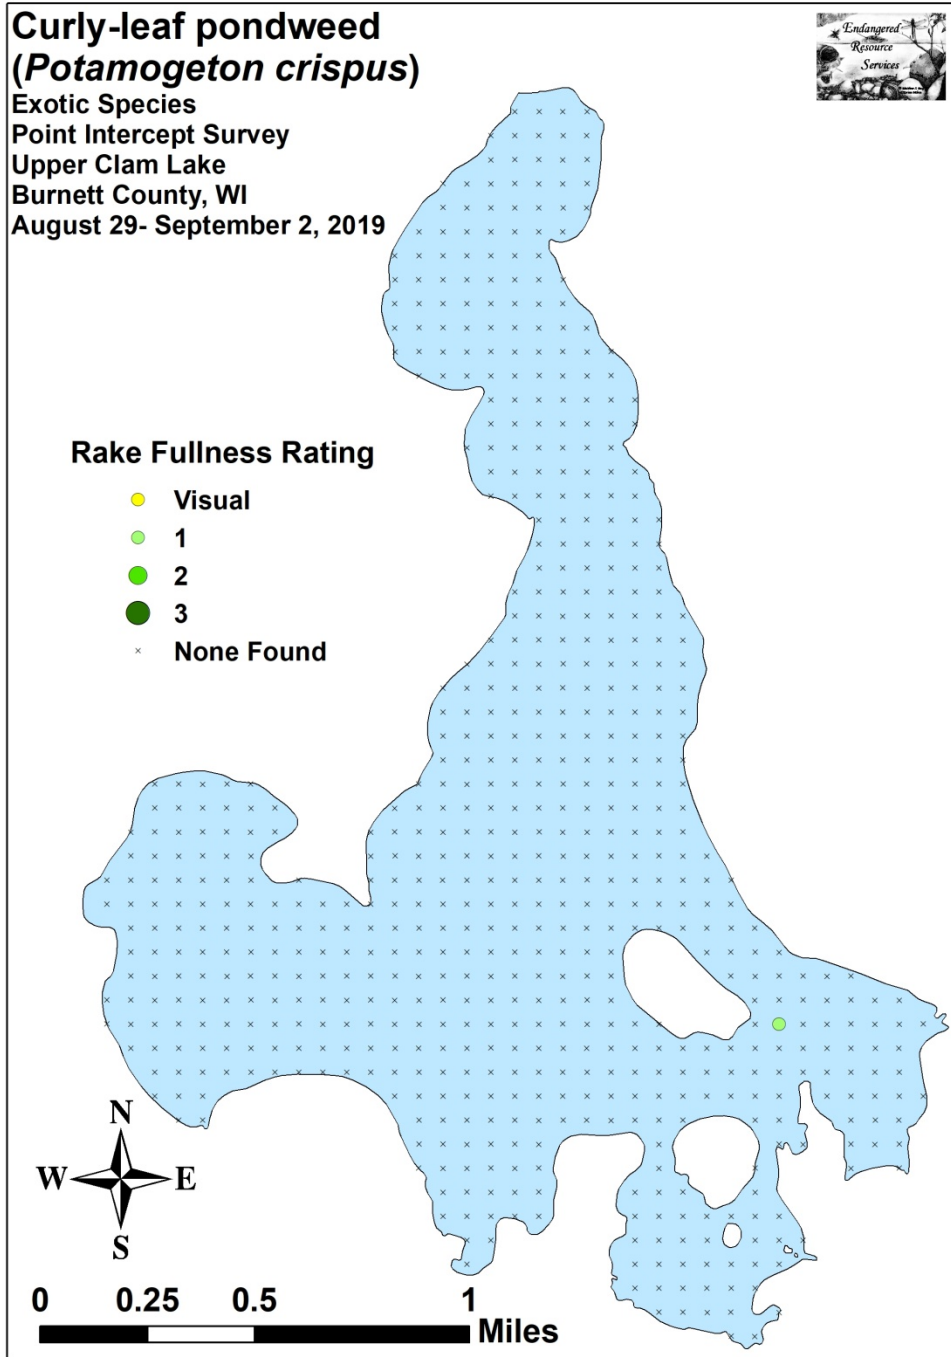 Curly-leaf pondweed
(Potamogeton crispus)
Exotic Species
Point Intercept Survey
Upper Clam Lake
Burnett County, WI
August 29- September 2, 2019
Endangered
Resource
Services
Rake Fullness Rating
Visual
1
2
3
None Found
N
W E
S
0 0.25 0.5 1
Miles